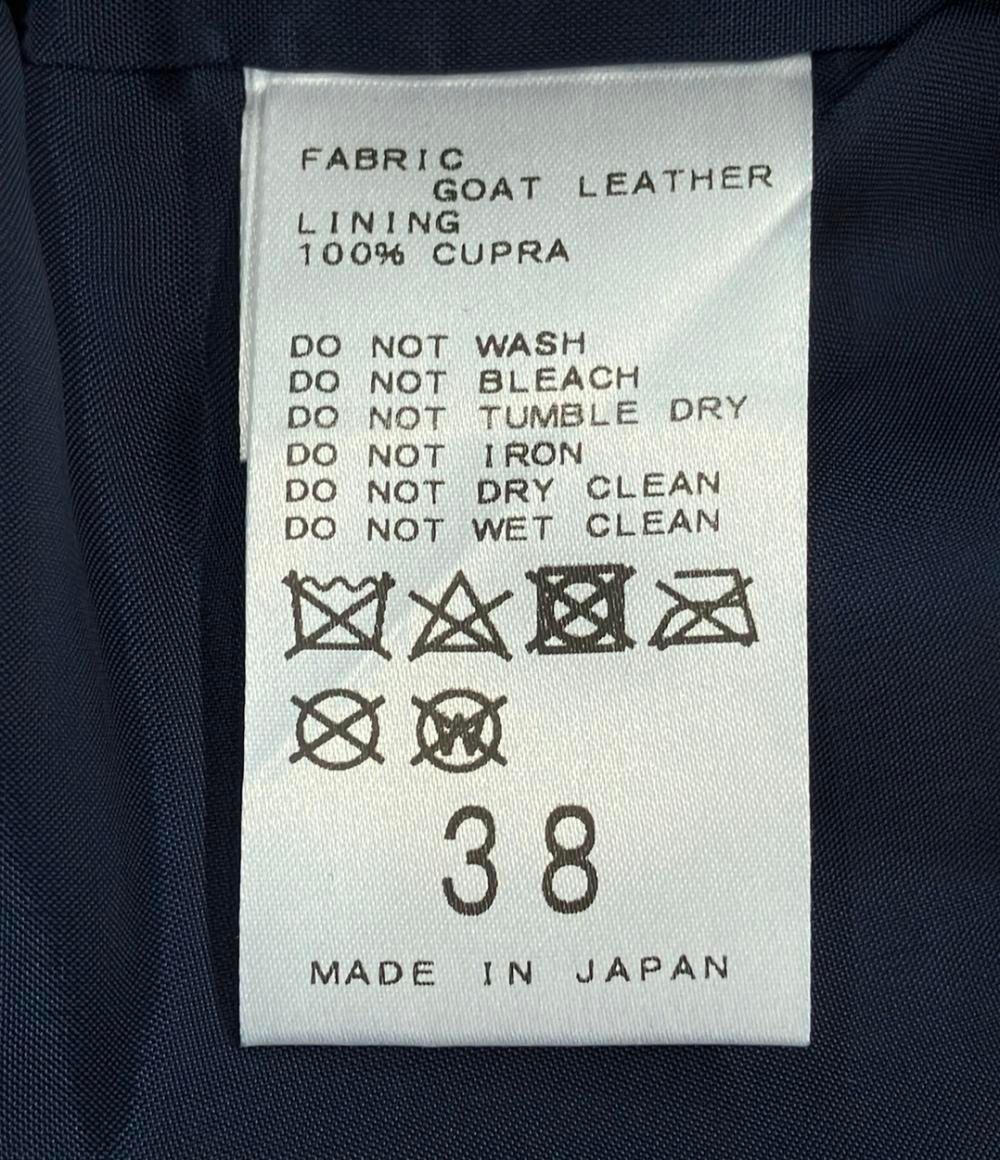 FABRIC
GOAT LEATHER
LINING
100% CUPRA
DO NOT WASH
DO NOT BLEACH
DO NOT TUMBLE DRY
DO NOT IRON
DO NOT DRY CLEAN
DO NOT WET CLEAN
W
38
MADE IN JAPAN